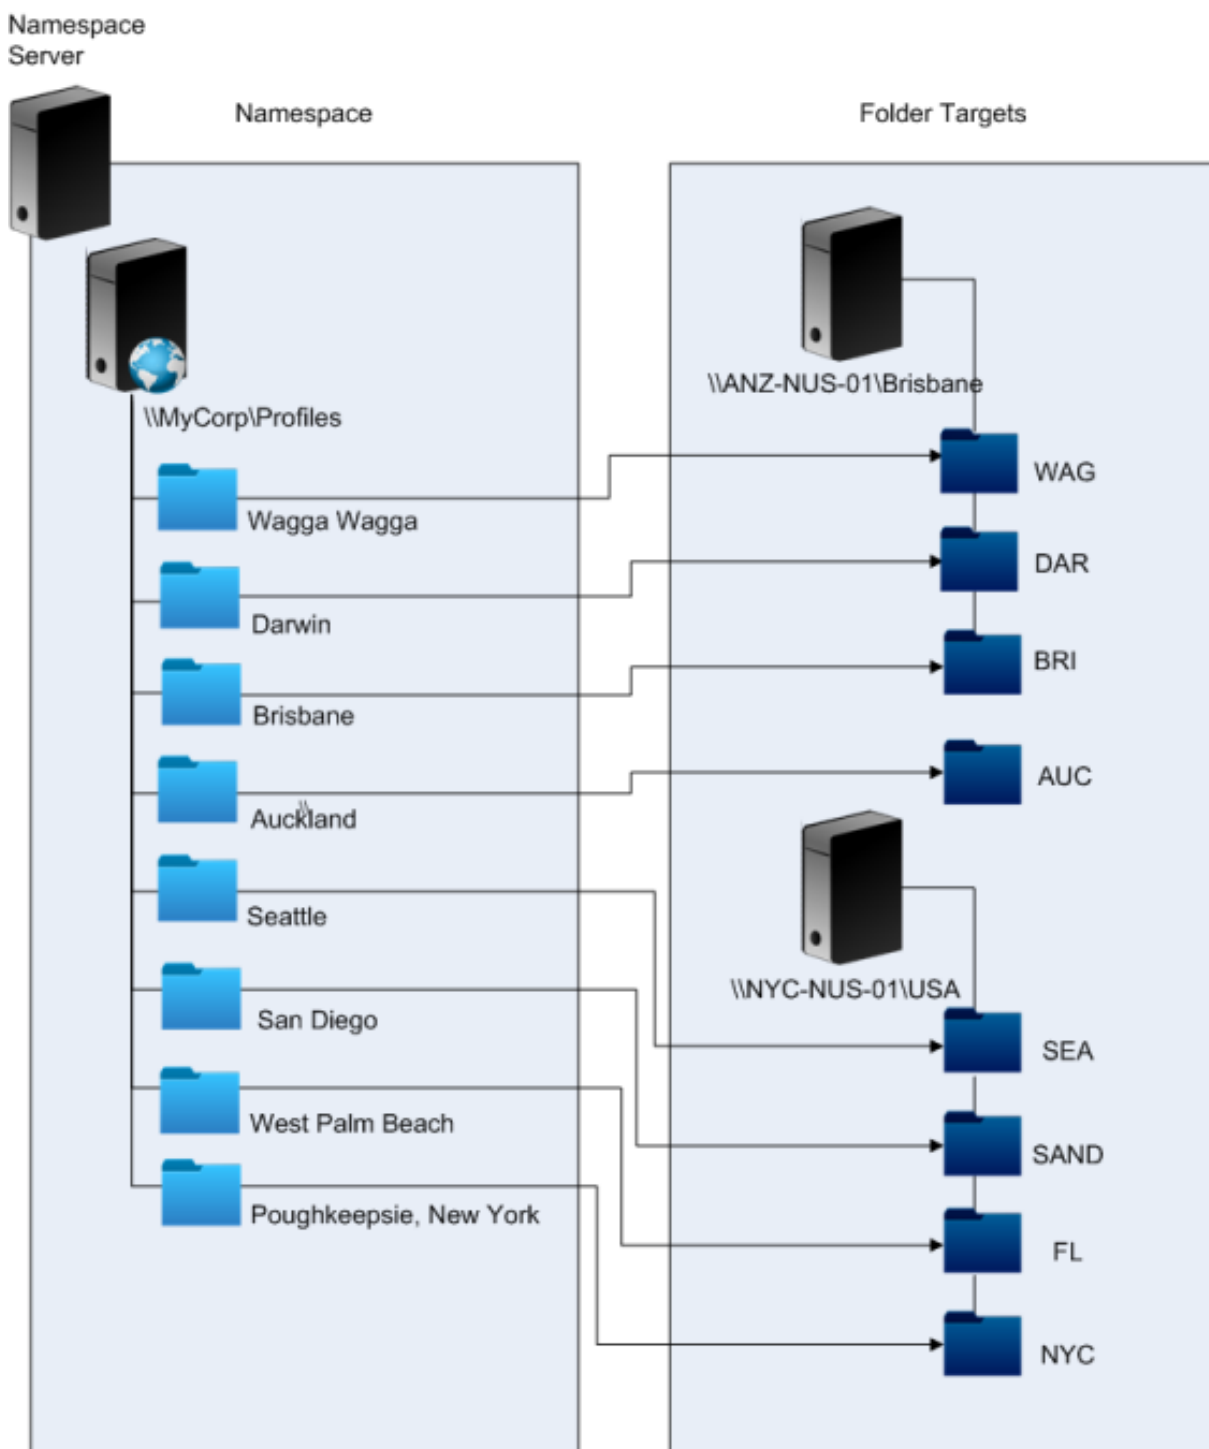 Namespace
Server
Namespace
Folder Targets
\\ANZ-NUS-01\Brisbane
\\MyCorp\Profiles
WAG
Wagga Wagga
DAR
Darwin
BRI
Brisbane
AUC
\\
Auckland
Seattle
\\NYC-NUS-01\USA
San Diego
SEA
West Palm Beach
SAND
Poughkeepsie, New York
FL
NYC